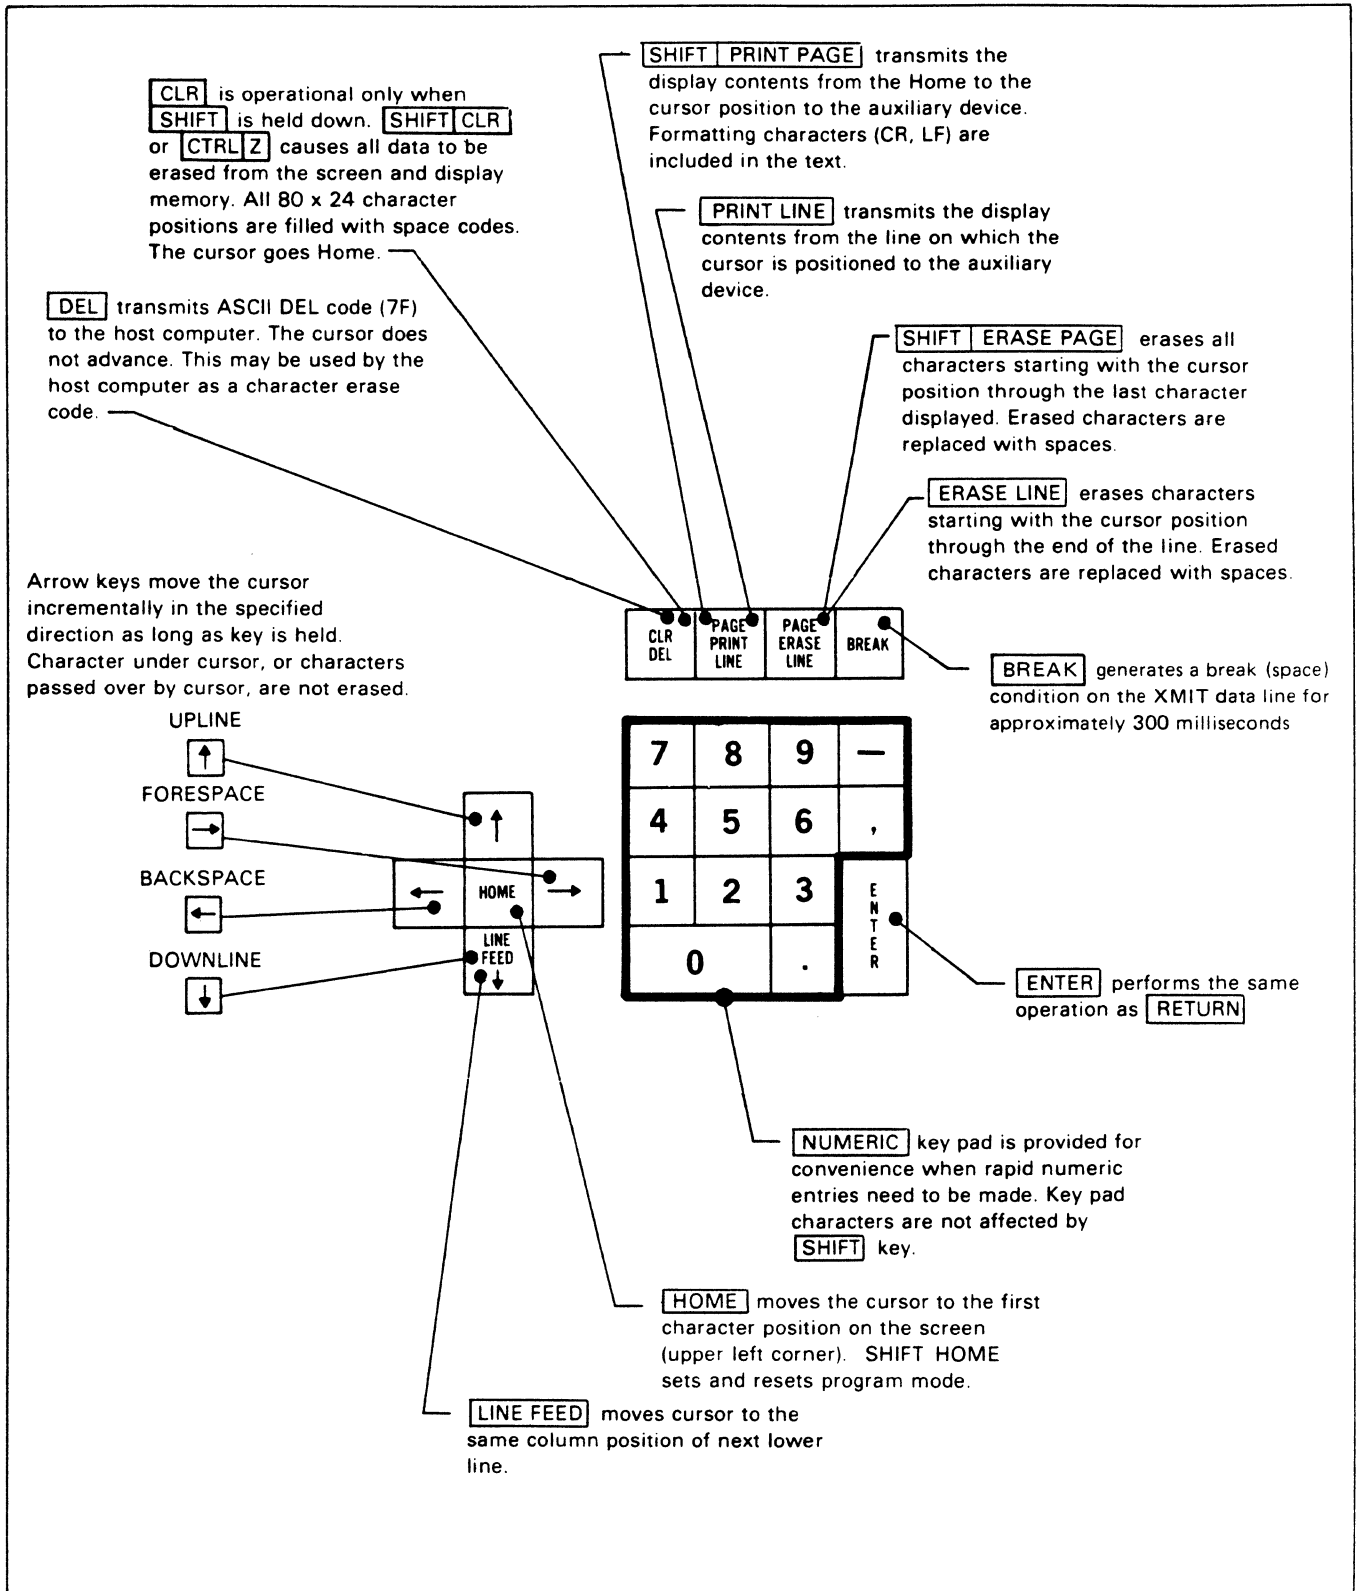 SHIFT PRINT PAGE transmits the
display contents from the Home to the
cursor position to the auxiliary device.
Formatting characters (CR, LF) are
included in the text.
CLR is operational only when
SHIFT is held down. SHIFT CLR
or CTRL Z causes all data to be
erased from the screen and display
memory. All 80 x 24 character
positions are filled with space codes.
The cursor goes Home.
PRINT LINE transmits the display
contents from the line on which the
cursor is positioned to the auxiliary
device.
DEL transmits ASCII DEL code (7F)
to the host computer. The cursor does
not advance. This may be used by the
host computer as a character erase
code.
SHIFT ERASE PAGE erases all
characters starting with the cursor
position through the last character
displayed. Erased characters are
replaced with spaces.
ERASE LINE erases characters
starting with the cursor position
through the end of the line. Erased
characters are replaced with spaces.
Arrow keys move the cursor
incrementally in the specified
direction as long as key is held.
Character under cursor, or characters
passed over by cursor, are not erased.
CLR
DEL
PAGE
PRINT
LINE
PAGE
ERASE
LINE
BREAK
BREAK generates a break (space)
condition on the XMIT data line for
approximately 300 milliseconds
UPLINE
↑
FORESPACE
→
BACKSPACE
←
DOWNLINE
↓
↑
← HOME →
LINE
FEED
↓
7 8 9 —
4 5 6 ,
1 2 3
0 .
ENTER
ENTER performs the same
operation as RETURN
NUMERIC key pad is provided for
convenience when rapid numeric
entries need to be made. Key pad
characters are not affected by
SHIFT key.
HOME moves the cursor to the first
character position on the screen
(upper left corner). SHIFT HOME
sets and resets program mode.
LINE FEED moves cursor to the
same column position of next lower
line.